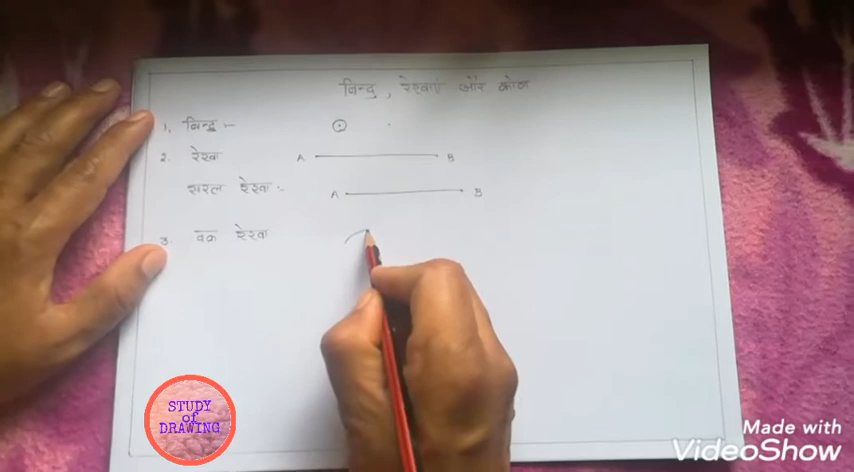 बिन्दु, रेखाएं और कोण
1. बिन्दु :-
2. रेखा A B
सरल रेखा :- A B
3. वक्र रेखा
STUDY
of
DRAWING
Made with
VideoShow